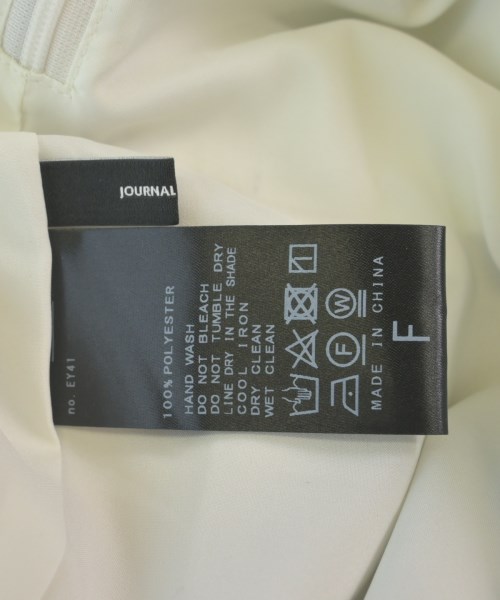 JOURNAL
no. EY41
100% POLYESTER
HAND WASH
DO NOT BLEACH
DO NOT TUMBLE DRY
LINE DRY IN THE SHADE
COOL IRON
DRY CLEAN
WET CLEAN
F
W
MADE IN CHINA
F